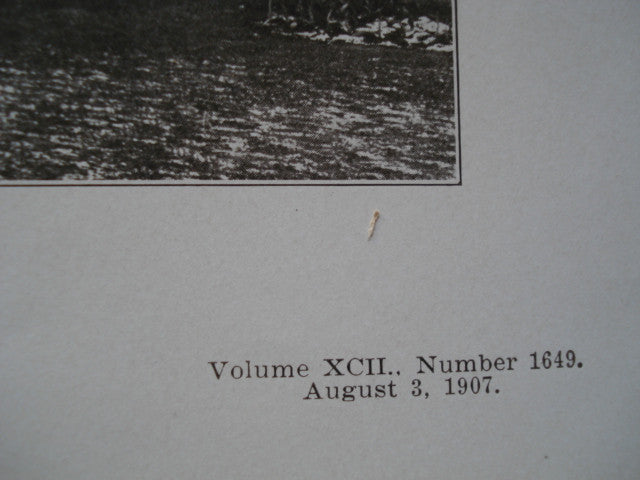 Volume XCII., Number 1649.
August 3, 1907.